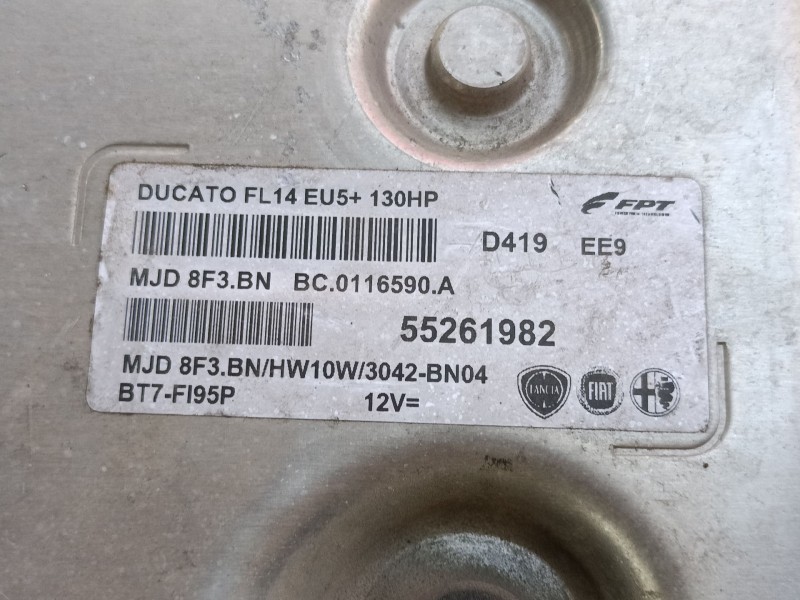 DUCATO FL14 EU5+ 130HP
FPT
D419 EE9
MJD 8F3.BN BC.0116590.A
55261982
MJD 8F3.BN/HW10W/3042-BN04
BT7-FI95P 12V=
LANCIA FIAT